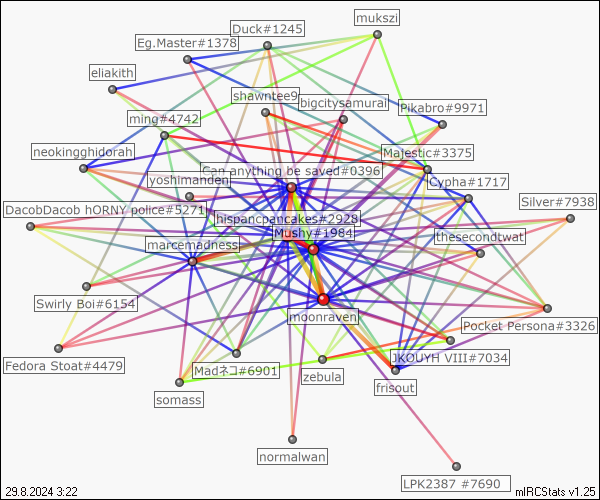 mukszi
Duck#1245
Eg.Master#1378
eliakith
shawntee9
bigcitysamurai
Pikabro#9971
ming#4742
neokingghidorah
Majestic#3375
Can anything be saved#0396
yoshimanden
Cypha#1717
Silver#7938
DacobDacob hORNY police#5271
hispancpancakes#2928
Mushy#1984
thesecondtwat
marcemadness
Swirly Boi#6154
moonraven
Pocket Persona#3326
JKOUYH VIII#7034
Fedora Stoat#4479
Madネコ#6901
zebula
frisout
somass
normalwan
LPK2387 #7690
29.8.2024 3:22
mIRCStats v1.25